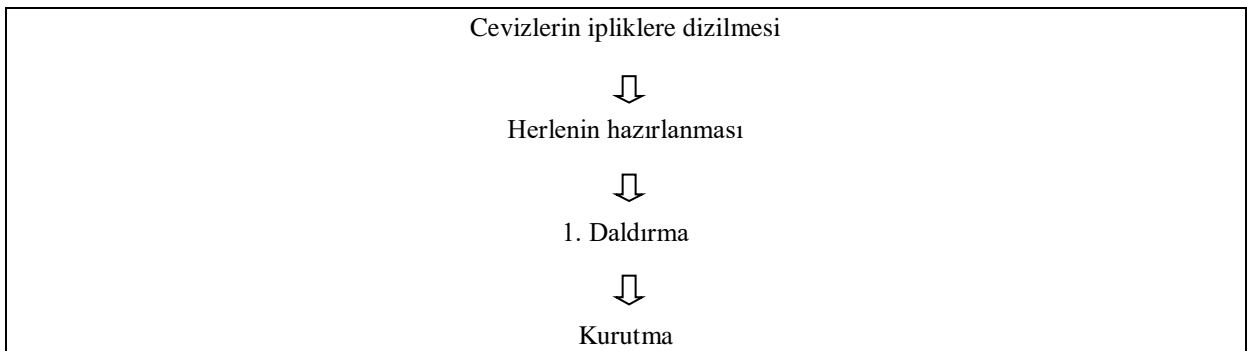 Cevizlerin ipliklere dizilmesi
Herlenin hazırlanması
1. Daldırma
Kurutma